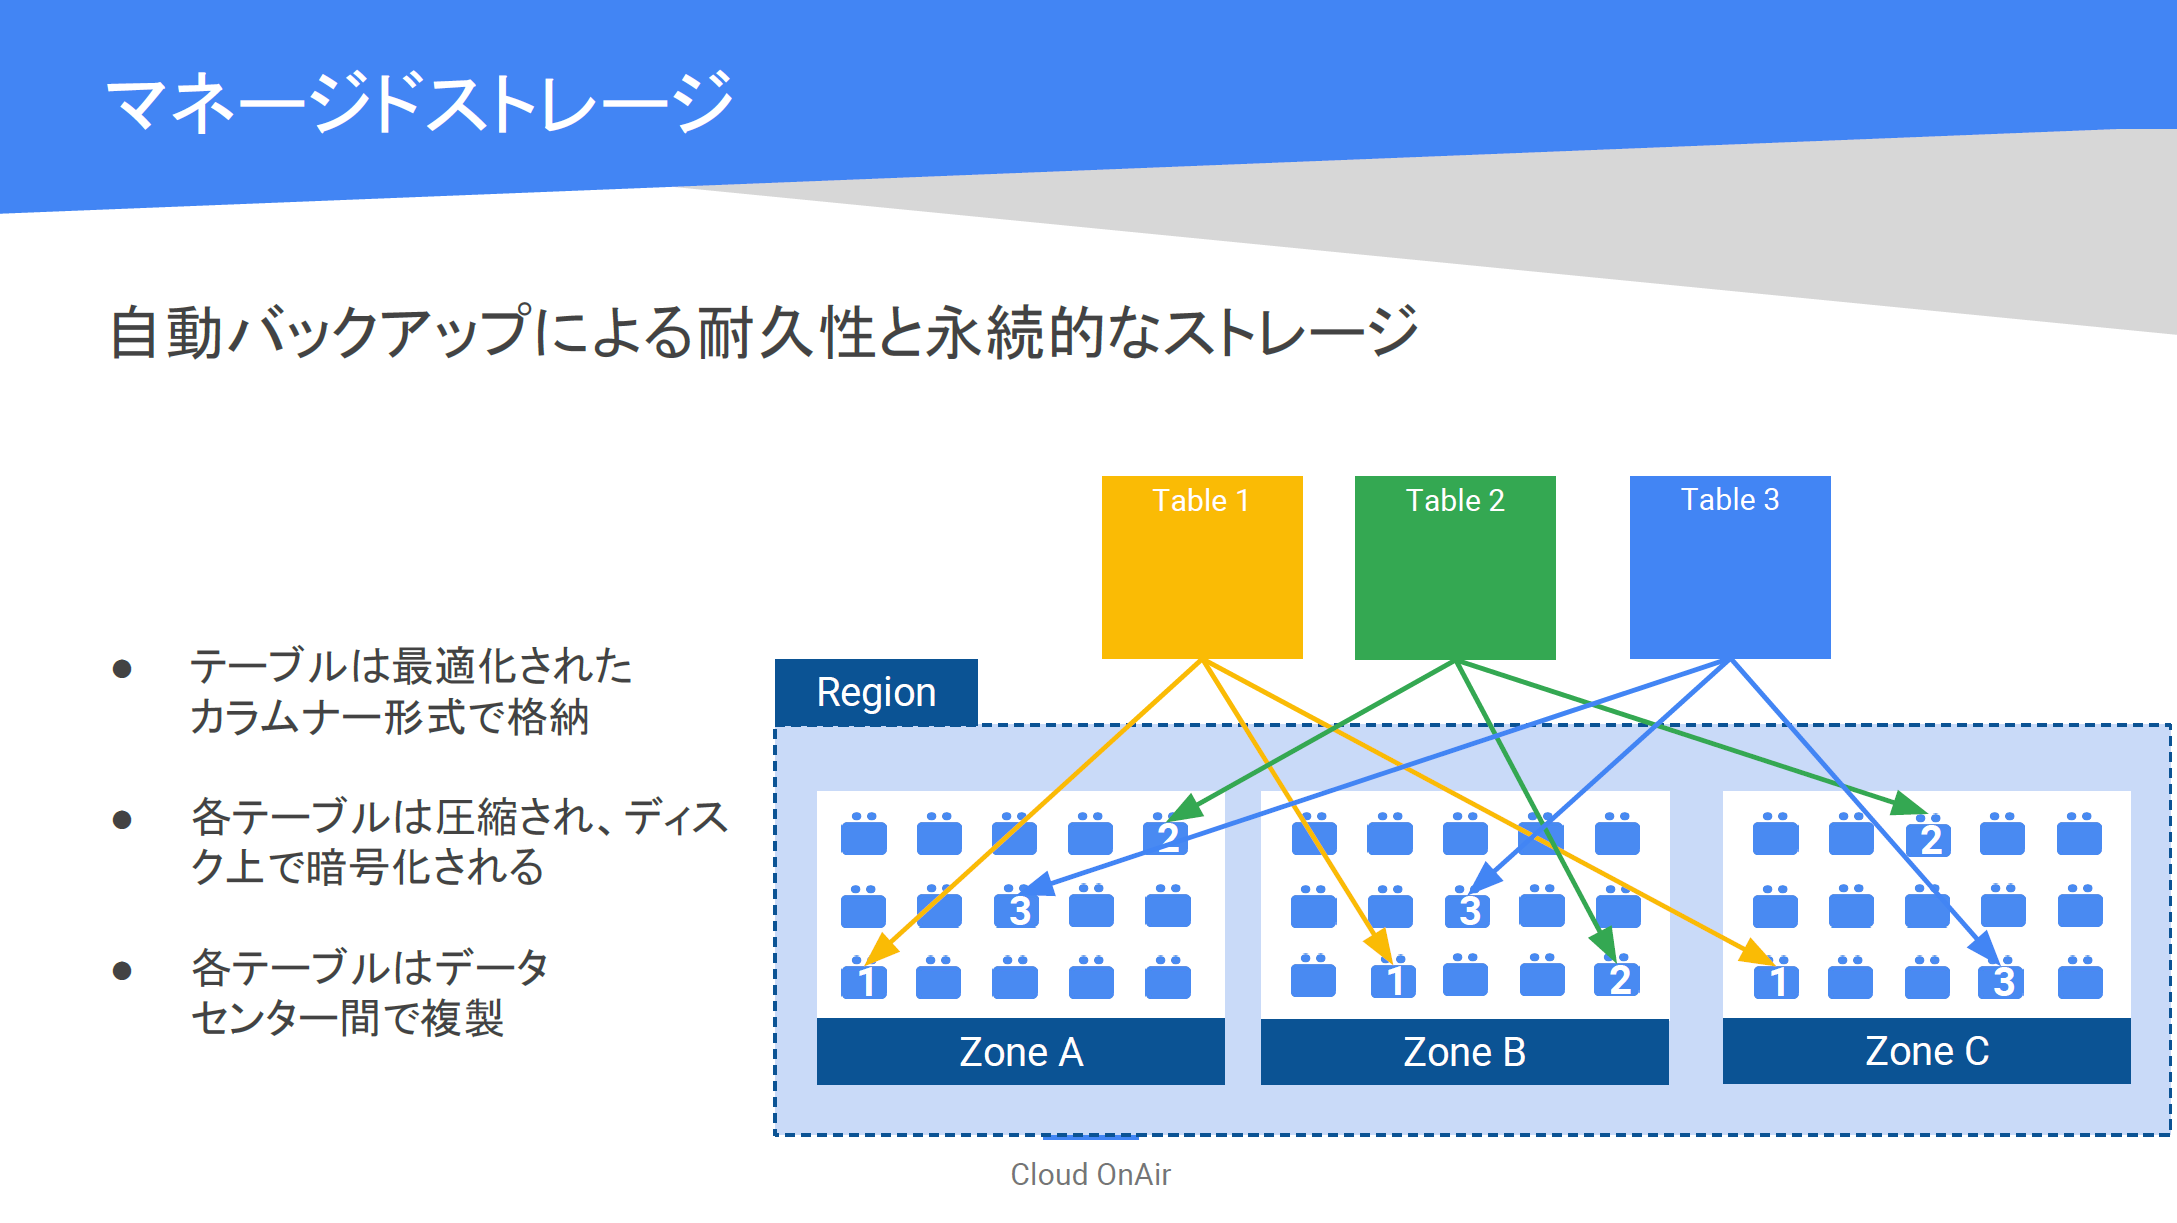 マネージドストレージ
自動バックアップによる耐久性と永続的なストレージ
● テーブルは最適化された
カラムナー形式で格納
● 各テーブルは圧縮され、ディス
ク上で暗号化される
● 各テーブルはデータ
センター間で複製
Table 1
Table 2
Table 3
Region
2
3
1
Zone A
3
1
2
Zone B
2
1
3
Zone C
Cloud OnAir